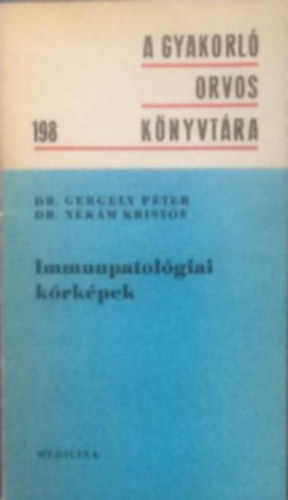 A GYAKORLÓ
ORVOS
198 KÖNYVTÁRA
DR. GERGELY PÉTER
DR. NÉKÁM KRISTÓF
Immunpatológiai
kórképek
MEDICINA